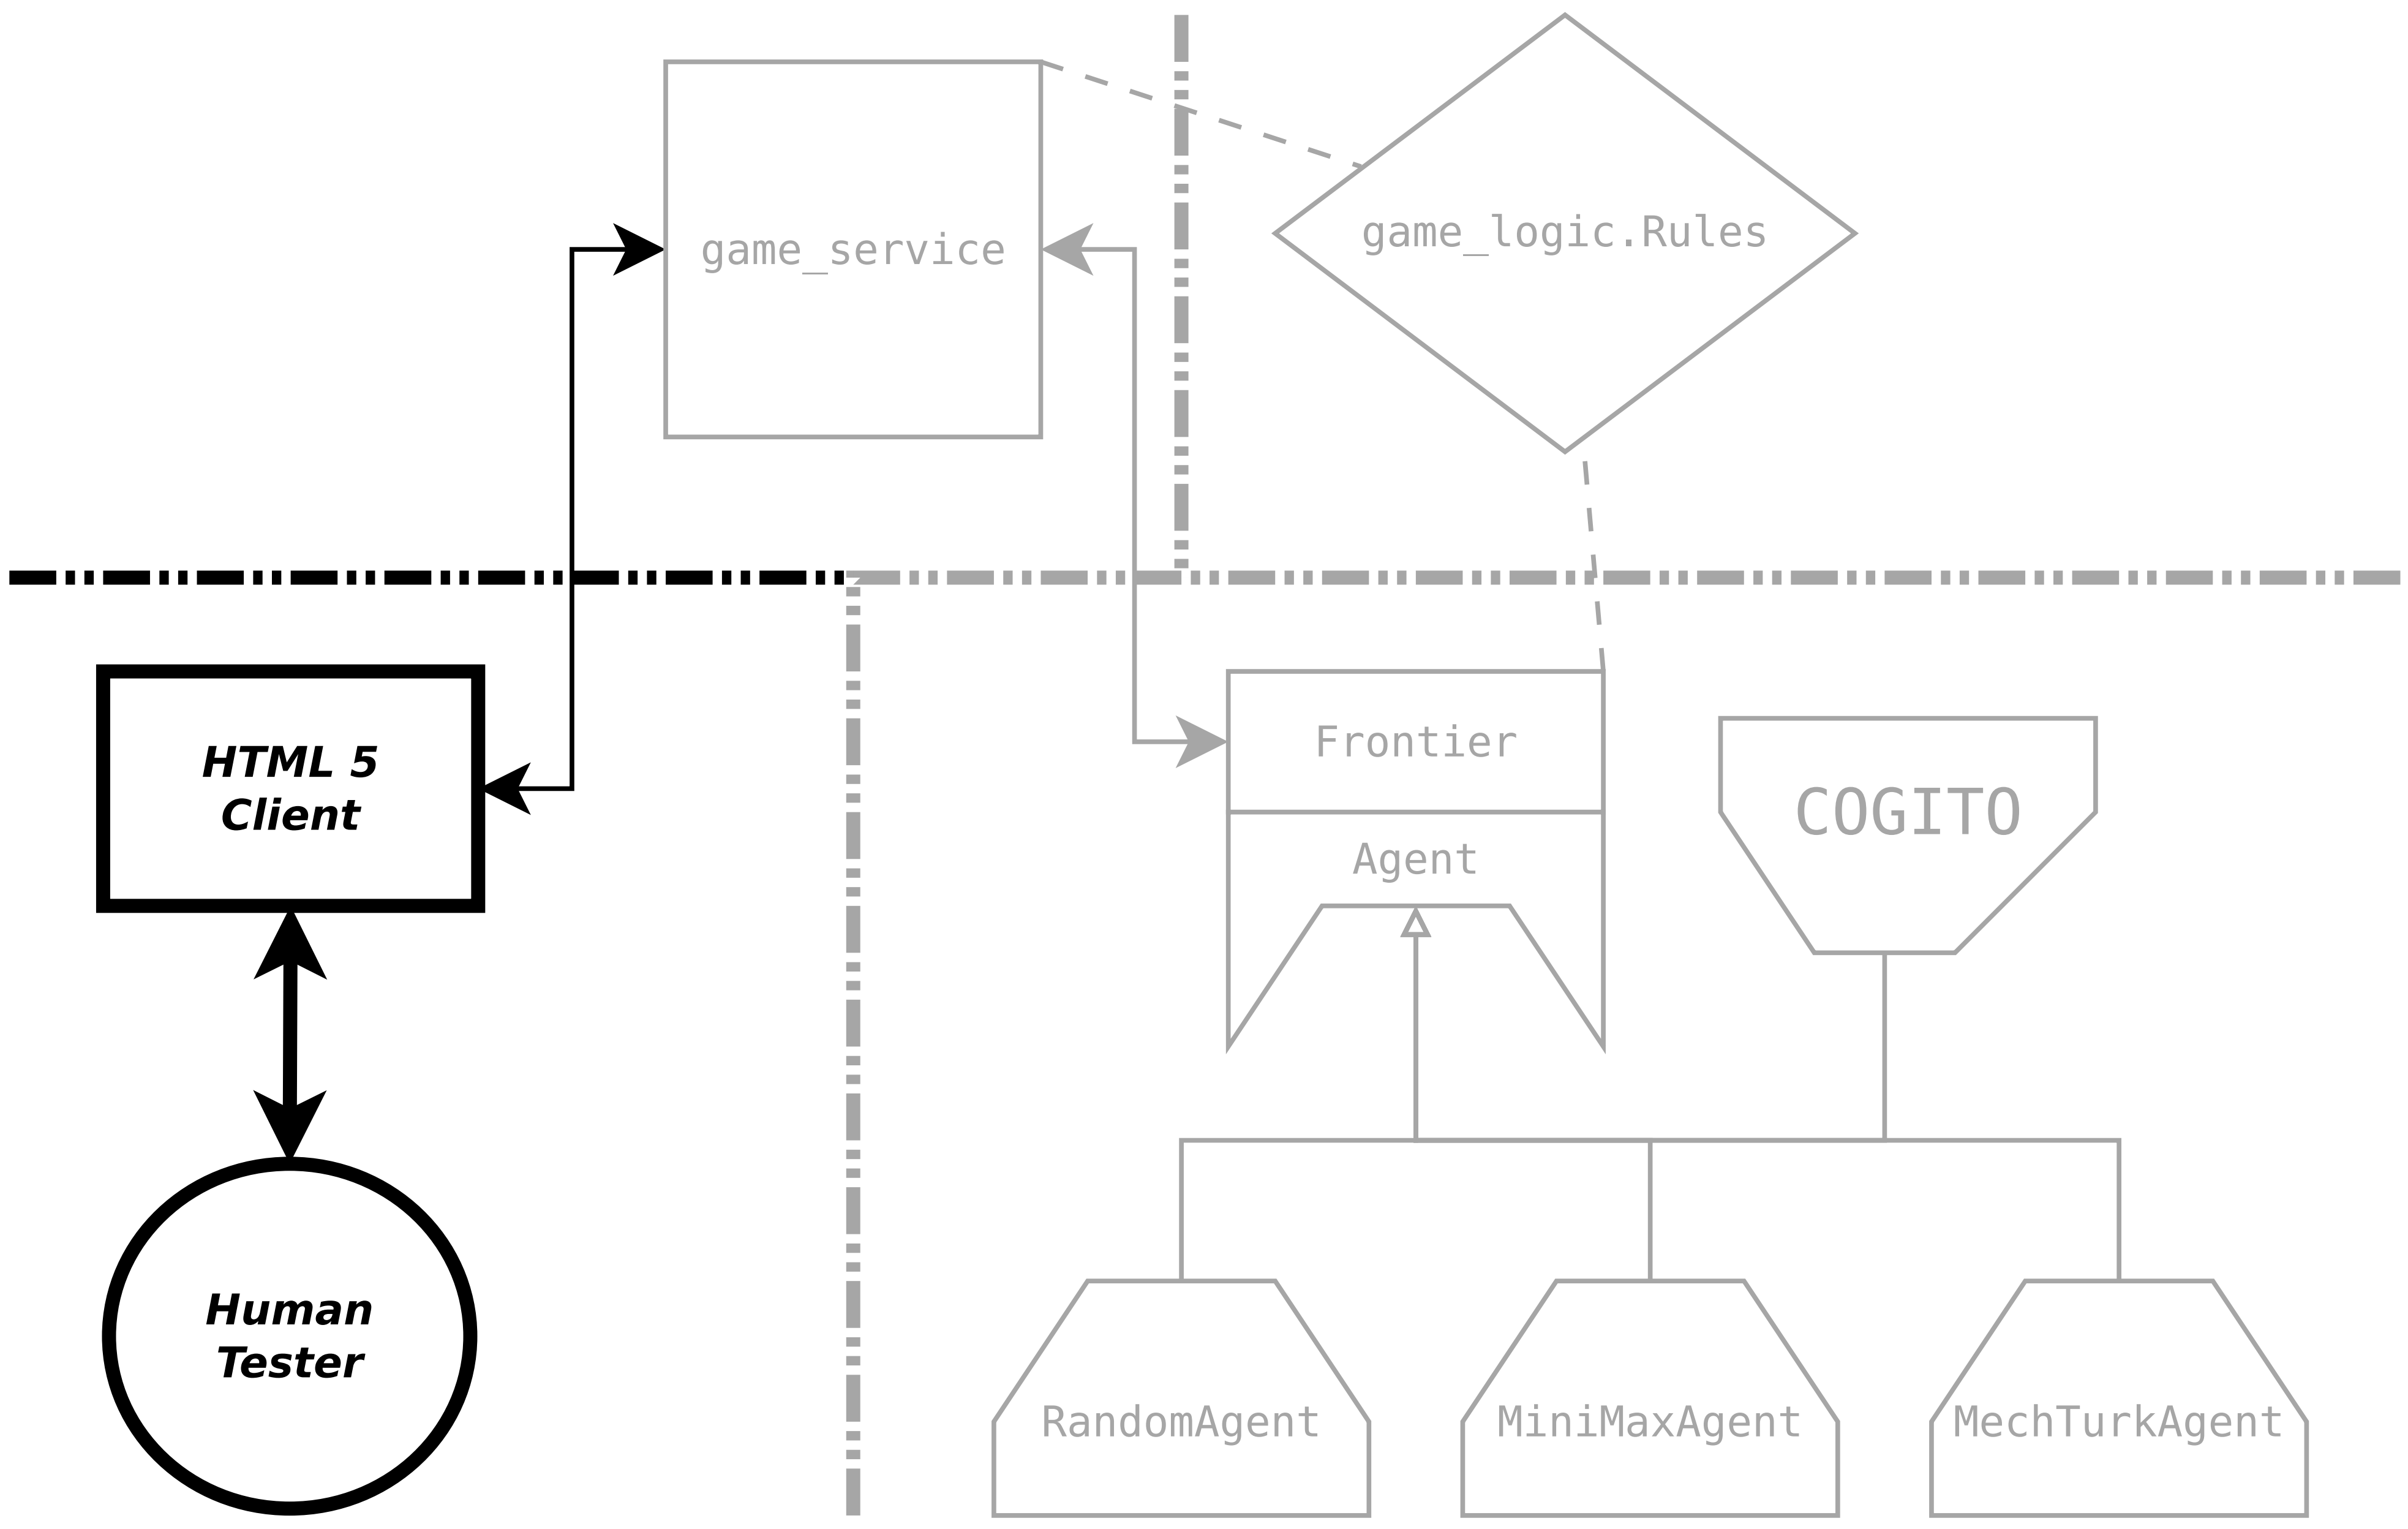 game_service
game_logic.Rules
HTML 5
Client
Frontier
Agent
COGITO
Human
Tester
RandomAgent
MiniMaxAgent
MechTurkAgent